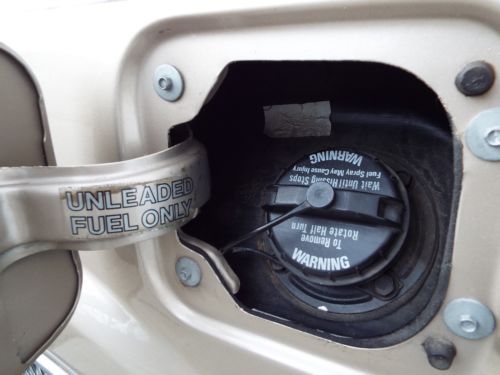 UNLEADED
FUEL ONLY
WARNING
Fuel Spray May Cause Injury
Wait Until Hissing Stops
To Remove
Rotate Half Turn
WARNING